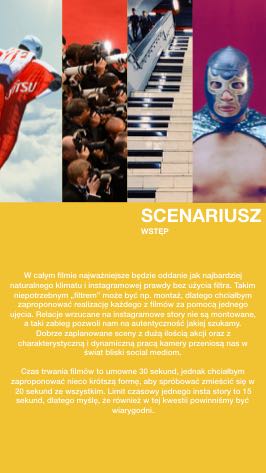 JITSU
SCENARIUSZ
WSTĘP
W całym filmie najważniejsze będzie oddanie jak najbardziej
naturalnego klimatu i instagramowej prawdy bez użycia filtra. Takim
niepotrzebnym „filtrem” może być np. montaż, dlatego chciałbym
zaproponować realizację każdego z filmów za pomocą jednego
ujęcia. Relacje wrzucane na instagramowe story nie są montowane,
a taki zabieg pozwoli nam na autentyczność jakiej szukamy.
Dobrze zaplanowane sceny z dużą ilością akcji oraz z
charakterystyczną i dynamiczną pracą kamery przeniosą nas w
świat bliski social mediom.
Czas trwania filmów to umowne 30 sekund, jednak chciałbym
zaproponować nieco krótszą formę, aby spróbować zmieścić się w
20 sekund ze wszystkim. Limit czasowy jednego insta story to 15
sekund, dlatego myślę, że również w tej kwestii powinniśmy być
wiarygodni.